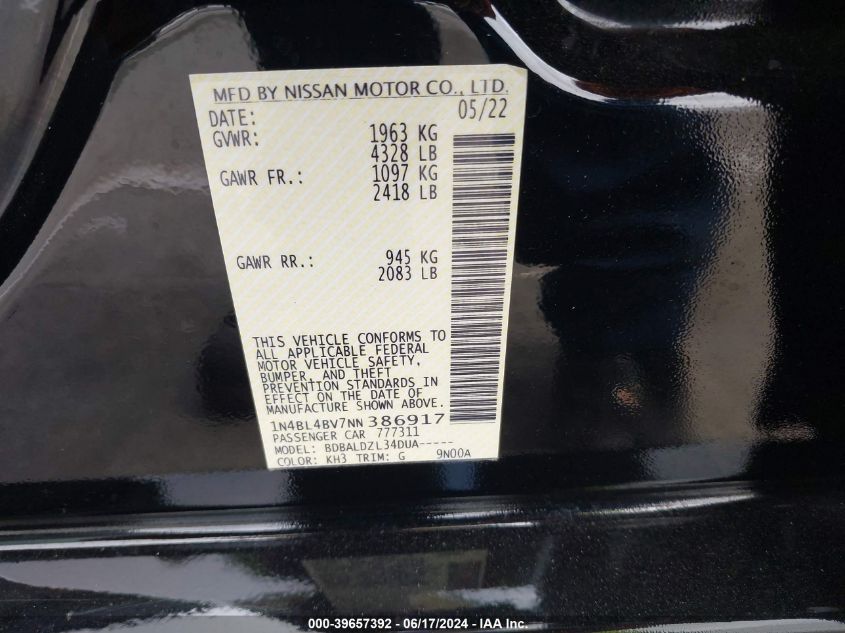 MFD BY NISSAN MOTOR CO., LTD.
DATE: 05/22
GVWR: 1963 KG
4328 LB
GAWR FR.: 1097 KG
2418 LB
GAWR RR.: 945 KG
2083 LB
THIS VEHICLE CONFORMS TO
ALL APPLICABLE FEDERAL
MOTOR VEHICLE SAFETY,
BUMPER, AND THEFT
PREVENTION STANDARDS IN
EFFECT ON THE DATE OF
MANUFACTURE SHOWN ABOVE.
1N4BL4BV7NN386917
PASSENGER CAR 777311
MODEL: BDBALDZL34DUA-----
COLOR: KH3 TRIM: G 9N00A
000-39657392 - 06/17/2024 - IAA Inc.